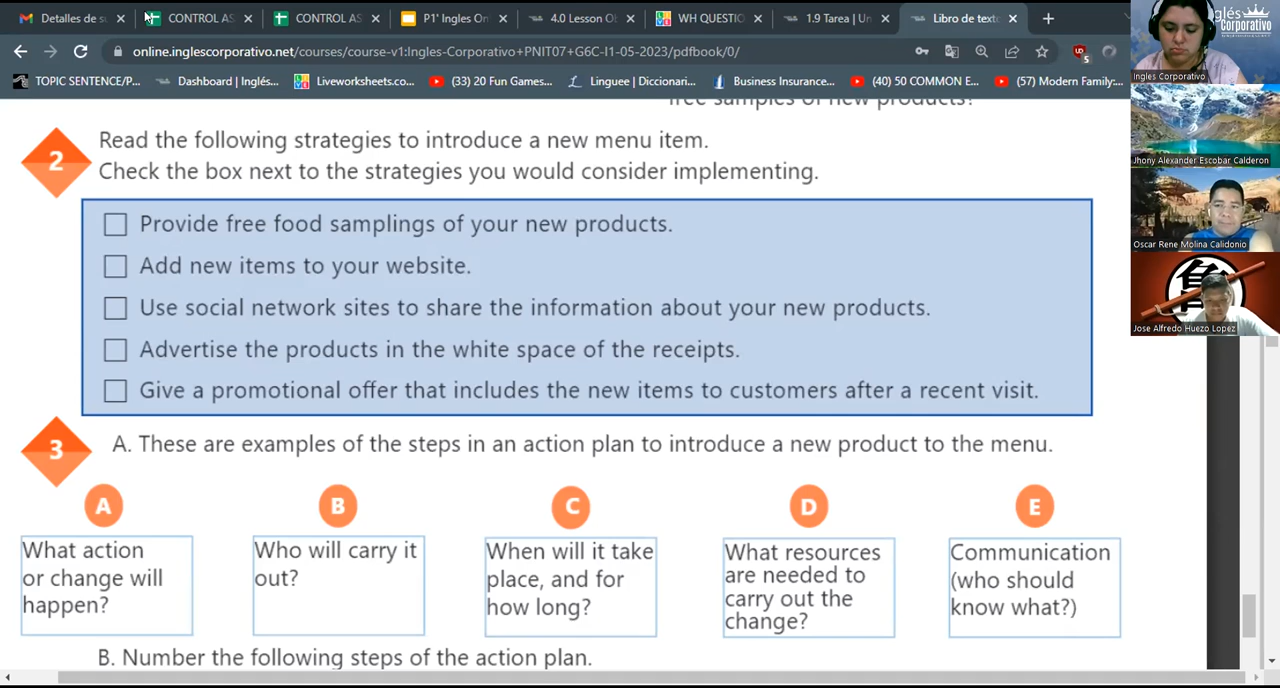 Detalles de su
CONTROL AS
CONTROL AS
P1' Ingles On
4.0 Lesson Ob
WH QUESTIO
1.9 Tarea | Un
Libro de texto
online.inglescorporativo.net/courses/course-v1:Ingles-Corporativo+PNIT07+G6C-I1-05-2023/pdfbook/0/
TOPIC SENTENCE/P...
Dashboard | Inglés...
Liveworksheets.co...
(33) 20 Fun Games...
Linguee | Diccionari...
Business Insurance...
(40) 50 COMMON E...
(57) Modern Family:...
free samples of new products?
2
Read the following strategies to introduce a new menu item.
Check the box next to the strategies you would consider implementing.
Provide free food samplings of your new products.
Add new items to your website.
Use social network sites to share the information about your new products.
Advertise the products in the white space of the receipts.
Give a promotional offer that includes the new items to customers after a recent visit.
3
A. These are examples of the steps in an action plan to introduce a new product to the menu.
A
What action
or change will
happen?
B
Who will carry it
out?
C
When will it take
place, and for
how long?
D
What resources
are needed to
carry out the
change?
E
Communication
(who should
know what?)
B. Number the following steps of the action plan.
Inglés
Corporativo
Ingles Corporativo
Jhony Alexander Escobar Calderon
Oscar Rene Molina Calidonio
Jose Alfredo Huezo Lopez